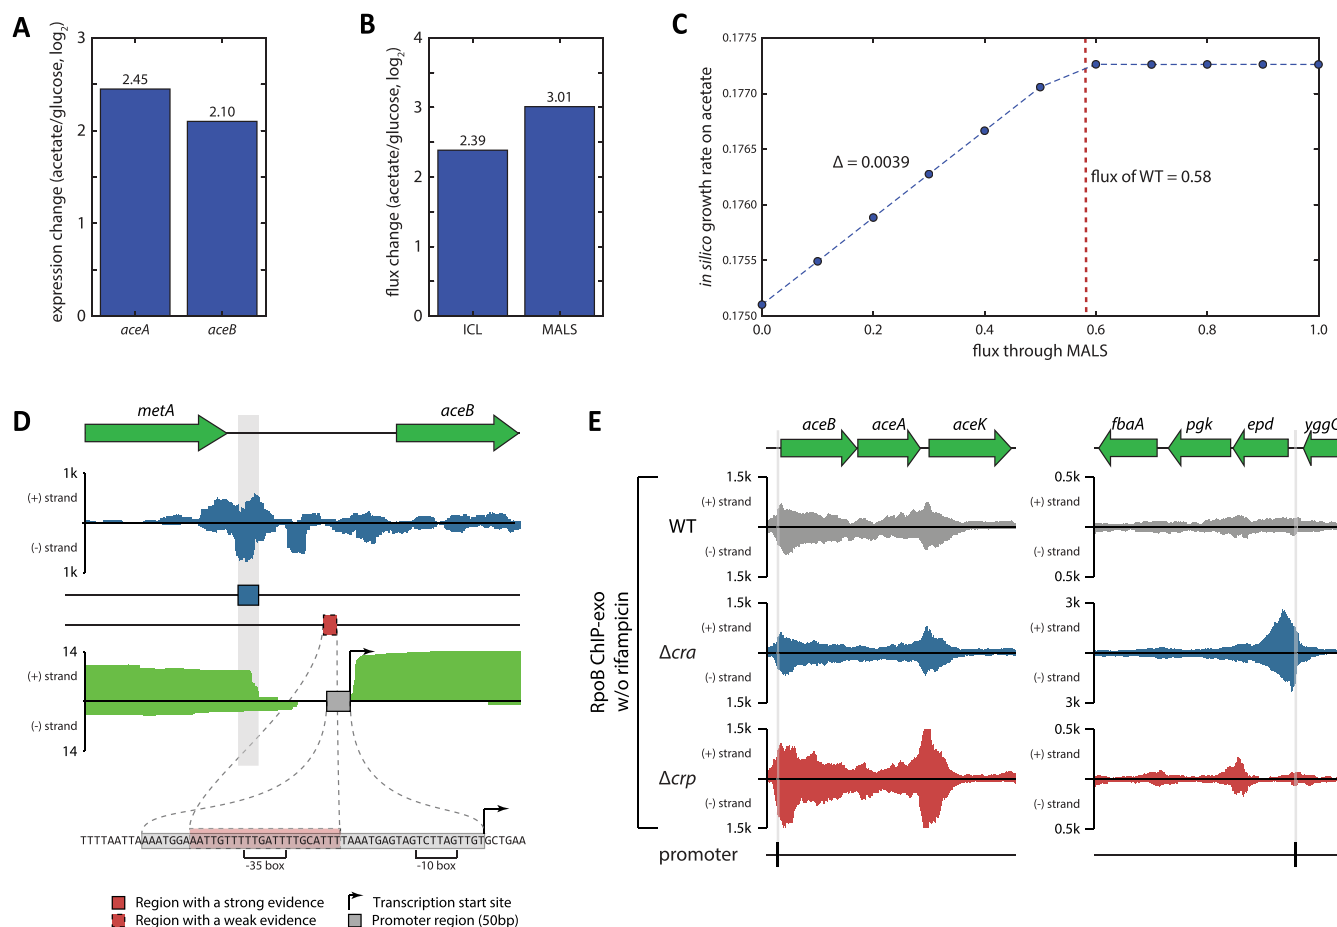 A
expression change (acetate/glucose, log2)
3
2
1
0
2.45
2.10
aceA
aceB
B
flux change (acetate/glucose, log2)
4
3
2
1
0
2.39
3.01
ICL
MALS
C
in silico growth rate on acetate
0.1775
0.1770
0.1765
0.1760
0.1755
0.1750
Δ = 0.0039
flux of WT = 0.58
0.0
0.2
0.4
0.6
0.8
1.0
flux through MALS
D
metA
aceB
1k
(+) strand
(-) strand
1k
14
(+) strand
(-) strand
14
TTTTAATTAAAATGGAAATTGTTTTTGATTTTGCATTTTAAATGAGTAGTCTTAGTTGTGCTGAA
-35 box
-10 box
Region with a strong evidence
Region with a weak evidence
Transcription start site
Promoter region (50bp)
E
aceB
aceA
aceK
fbaA
pgk
epd
yggC
RpoB ChIP-exo
w/o rifampicin
WT
1.5k
(+) strand
(-) strand
1.5k
0.5k
(+) strand
(-) strand
0.5k
Δcra
1.5k
(+) strand
(-) strand
1.5k
3k
(+) strand
(-) strand
3k
Δcrp
1.5k
(+) strand
(-) strand
1.5k
0.5k
(+) strand
(-) strand
0.5k
promoter